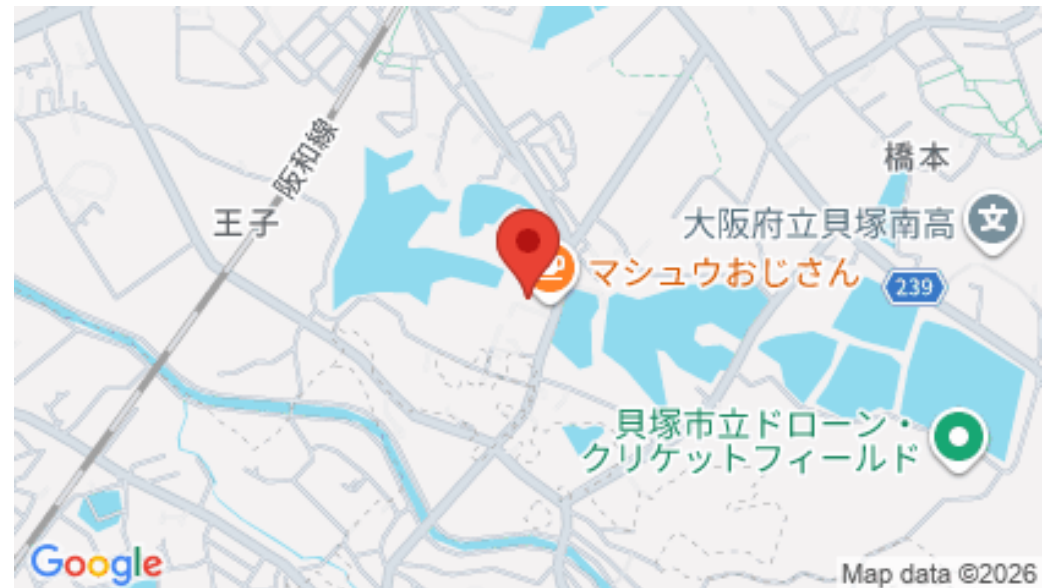 阪和線
橋本
王子
大阪府立貝塚南高
文
マシュウおじさん
239
貝塚市立ドローン・
クリケットフィールド
Google
Map data ©2026